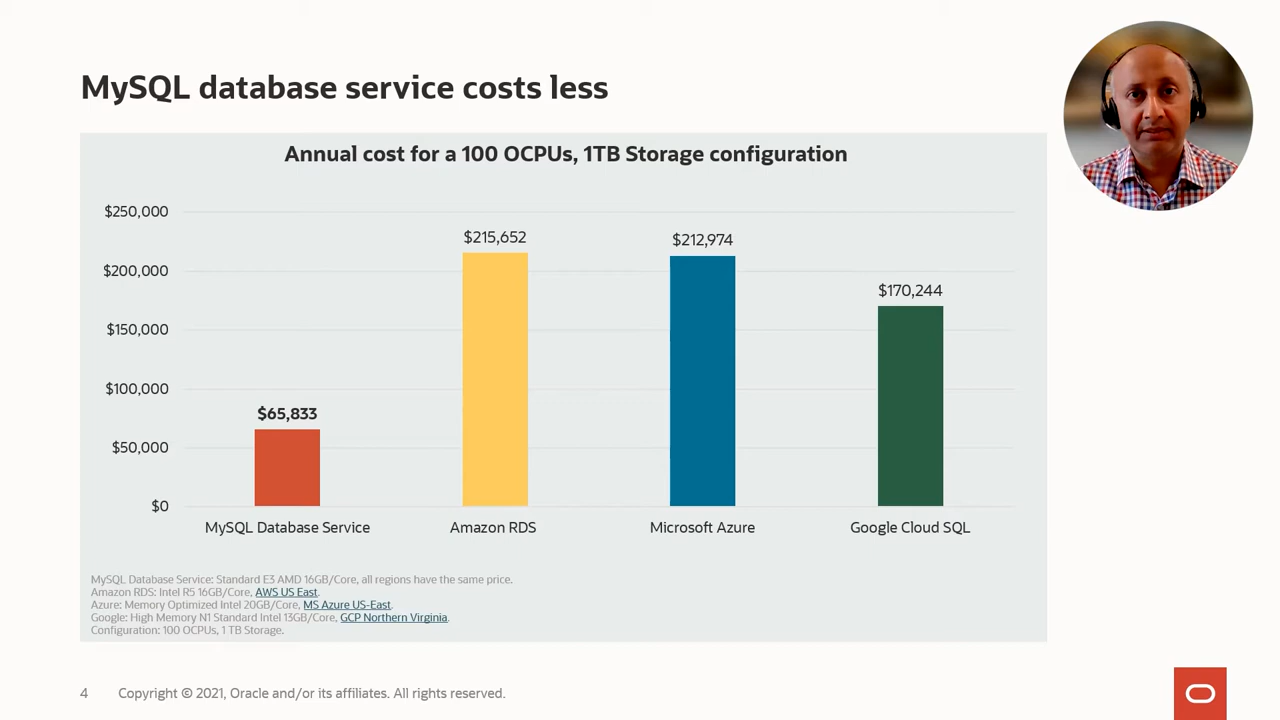 MySQL database service costs less
Annual cost for a 100 OCPUs, 1TB Storage configuration
$250,000
$200,000
$150,000
$100,000
$50,000
$0
$65,833
$215,652
$212,974
$170,244
MySQL Database Service
Amazon RDS
Microsoft Azure
Google Cloud SQL
MySQL Database Service: Standard E3 AMD 16GB/Core, all regions have the same price.
Amazon RDS: Intel R5 16GB/Core, AWS US East.
Azure: Memory Optimized Intel 20GB/Core, MS Azure US-East.
Google: High Memory N1 Standard Intel 13GB/Core, GCP Northern Virginia.
Configuration: 100 OCPUs, 1 TB Storage.
4 Copyright © 2021, Oracle and/or its affiliates. All rights reserved.